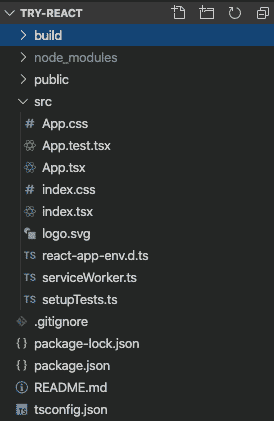 TRY-REACT
build
node_modules
public
src
# App.css
App.test.tsx
App.tsx
# index.css
index.tsx
logo.svg
TS react-app-env.d.ts
TS serviceWorker.ts
TS setupTests.ts
.gitignore
{} package-lock.json
{} package.json
README.md
TS tsconfig.json